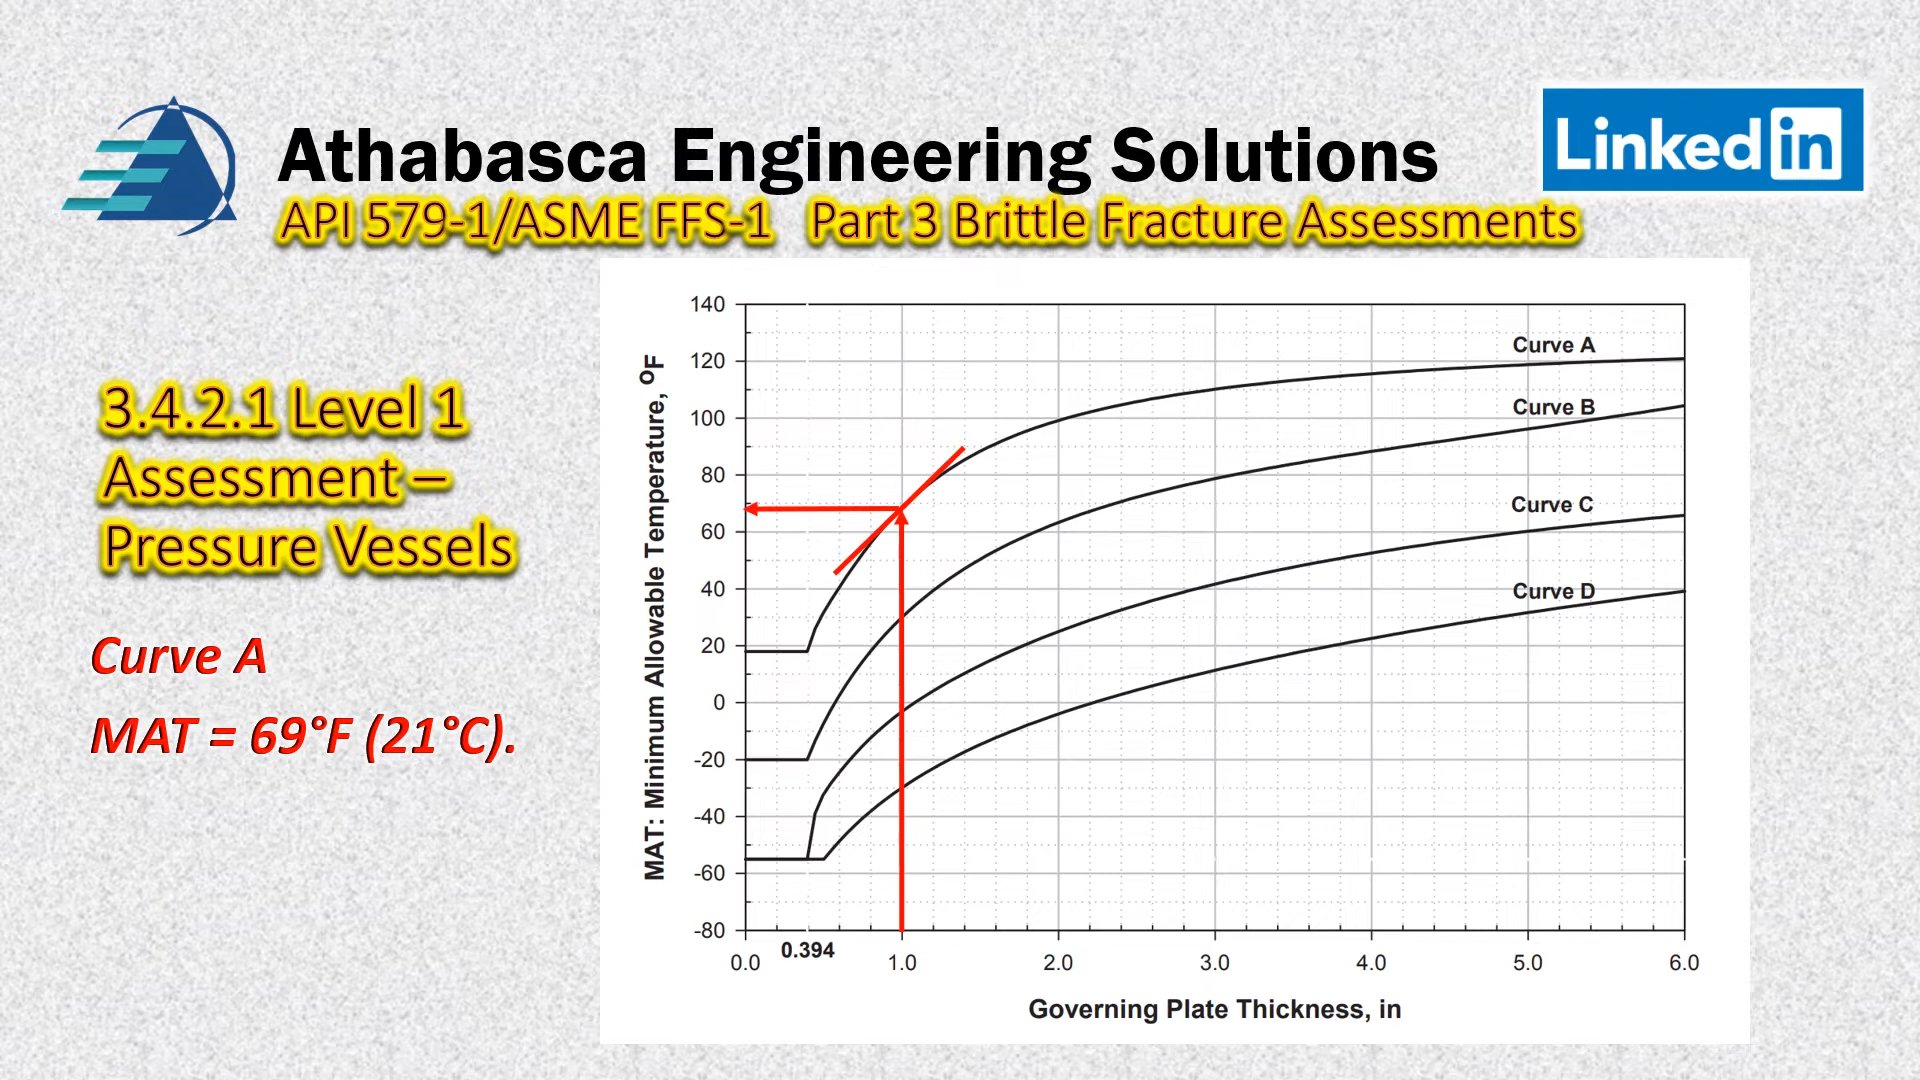 Athabasca Engineering Solutions
Linked in
API 579-1/ASME FFS-1   Part 3 Brittle Fracture Assessments
3.4.2.1 Level 1
Assessment –
Pressure Vessels
Curve A
MAT = 69°F (21°C).
MAT: Minimum Allowable Temperature, ºF
140
120
100
80
60
40
20
0
-20
-40
-60
-80
Curve A
Curve B
Curve C
Curve D
0.394
0.0 1.0 2.0 3.0 4.0 5.0 6.0
Governing Plate Thickness, in